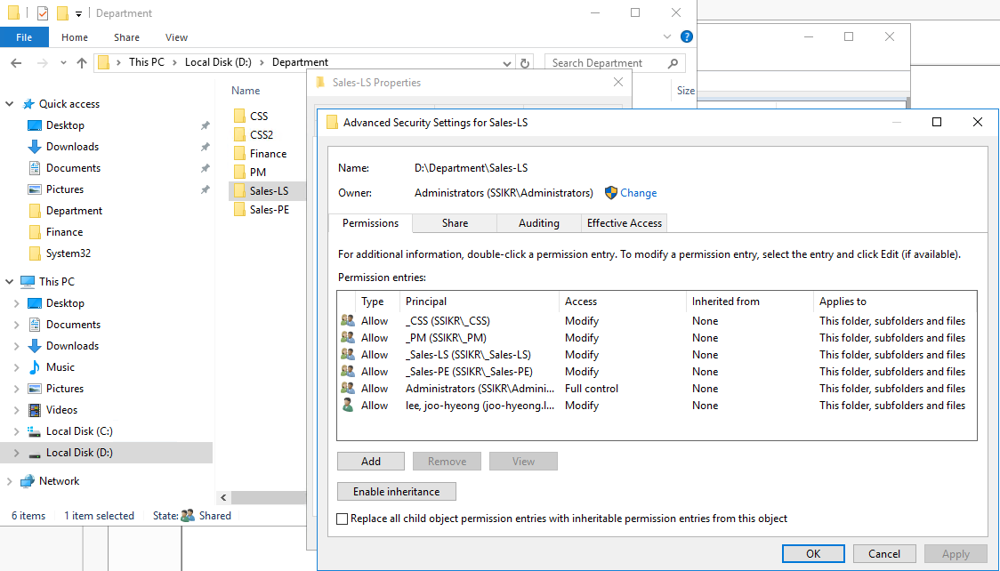 Department
File Home Share View
This PC Local Disk (D:) Department
Search Department
Name
Size
Quick access
Desktop
Downloads
Documents
Pictures
Department
Finance
System32
This PC
Desktop
Documents
Downloads
Music
Pictures
Videos
Local Disk (C:)
Local Disk (D:)
Network
CSS
CSS2
Finance
PM
Sales-LS
Sales-PE
6 items 1 item selected State: Shared
Sales-LS Properties
Advanced Security Settings for Sales-LS
Name: D:\Department\Sales-LS
Owner: Administrators (SSIKR\Administrators) Change
Permissions Share Auditing Effective Access
For additional information, double-click a permission entry. To modify a permission entry, select the entry and click Edit (if available).
Permission entries:
Type Principal Access Inherited from Applies to
Allow _CSS (SSIKR\_CSS) Modify None This folder, subfolders and files
Allow _PM (SSIKR\_PM) Modify None This folder, subfolders and files
Allow _Sales-LS (SSIKR\_Sales-LS) Modify None This folder, subfolders and files
Allow _Sales-PE (SSIKR\_Sales-PE) Modify None This folder, subfolders and files
Allow Administrators (SSIKR\Admini... Full control None This folder, subfolders and files
Allow lee, joo-hyeong (joo-hyeong.l... Modify None This folder, subfolders and files
Add Remove View
Enable inheritance
Replace all child object permission entries with inheritable permission entries from this object
OK Cancel Apply